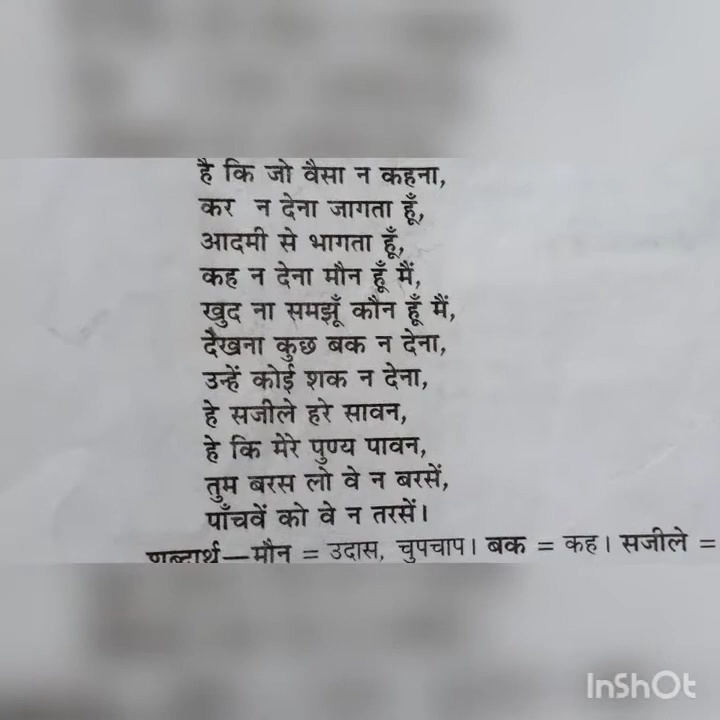 है कि जो वैसा न कहना,
कर न देना जागता हूँ,
आदमी से भागता हूँ,
कह न देना मौन हूँ मैं,
खुद ना समझूँ कौन हूँ मैं,
दैखना कुछ बक न देना,
उन्हें कोई शक न देना,
हे सजीले हरे सावन,
हे कि मेरे पुण्य पावन,
तुम बरस लो वे न बरसें,
पाँचवें को वे न तरसें।
शब्दार्थ—मौन = उदास, चुपचाप। बक = कह। सजीले =
InShOt